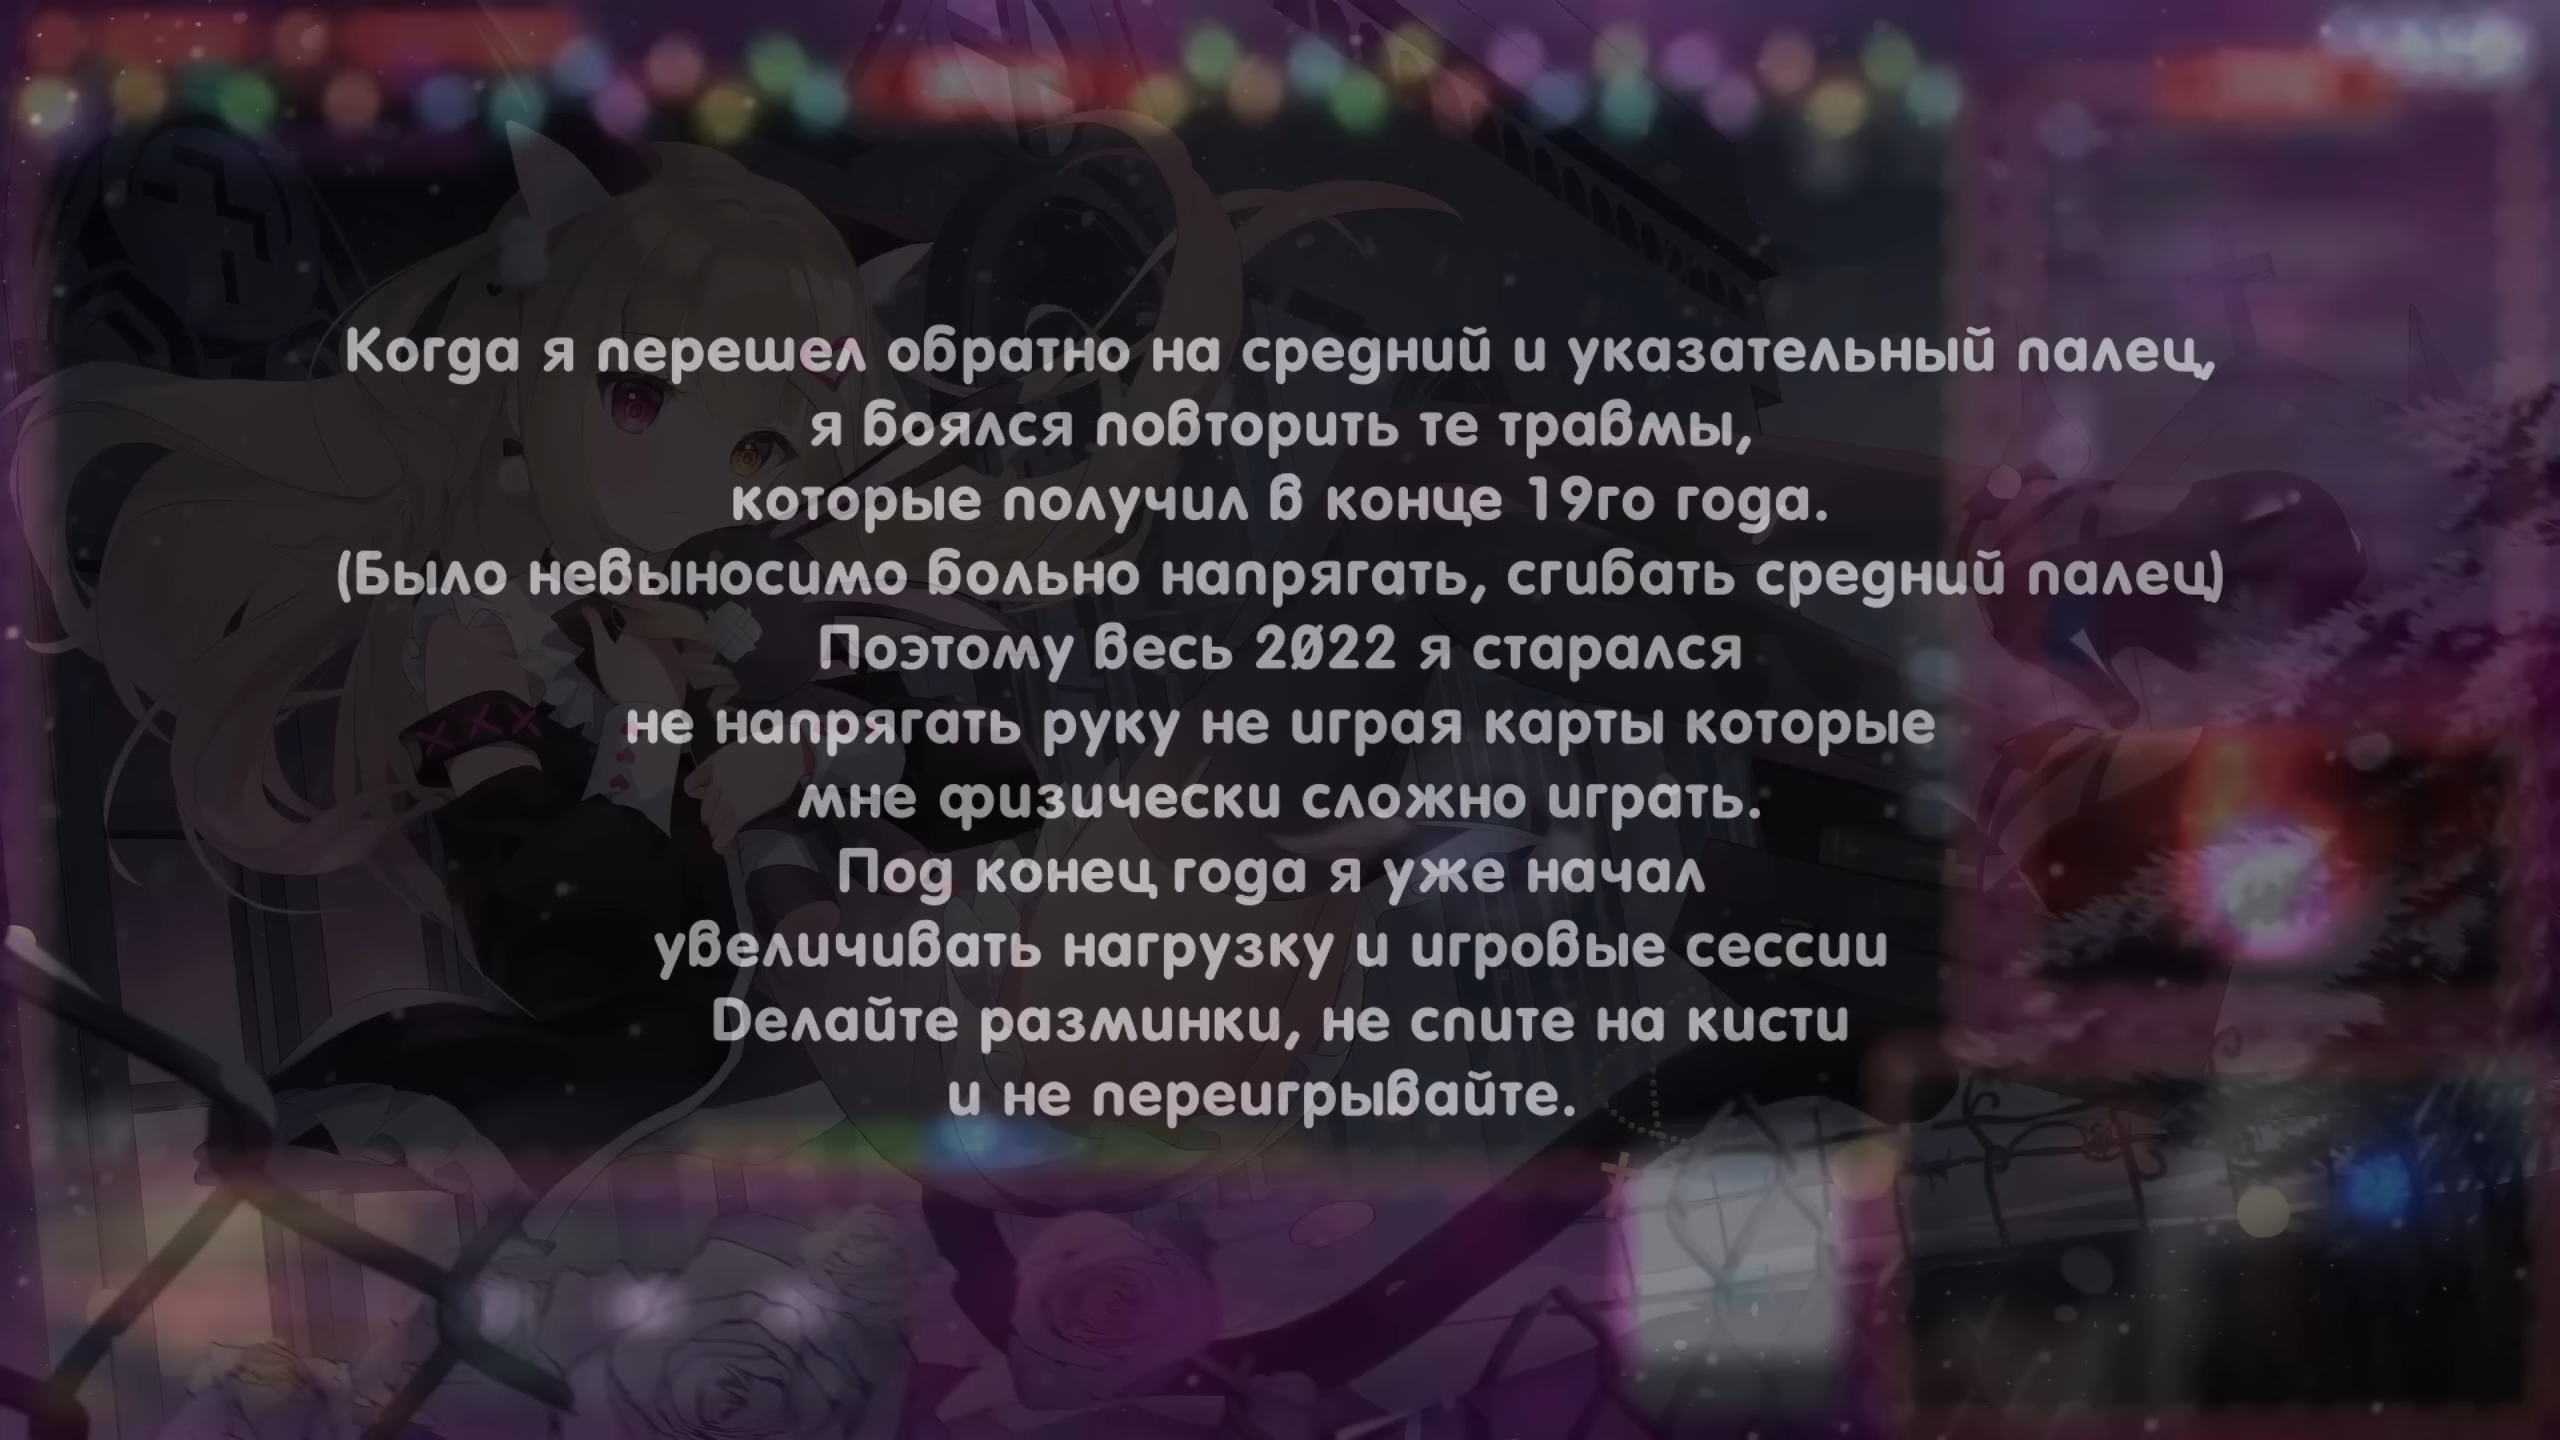 Когда я перешел обратно на средний и указательный палец,
я боялся повторить те травмы,
которые получил в конце 19го года.
(Было невыносимо больно напрягать, сгибать средний палец)
Поэтому весь 2022 я старался
не напрягать руку не играя карты которые
мне физически сложно играть.
Под конец года я уже начал
увеличивать нагрузку и игровые сессии
Делайте разминки, не спите на кисти
и не переигрывайте.